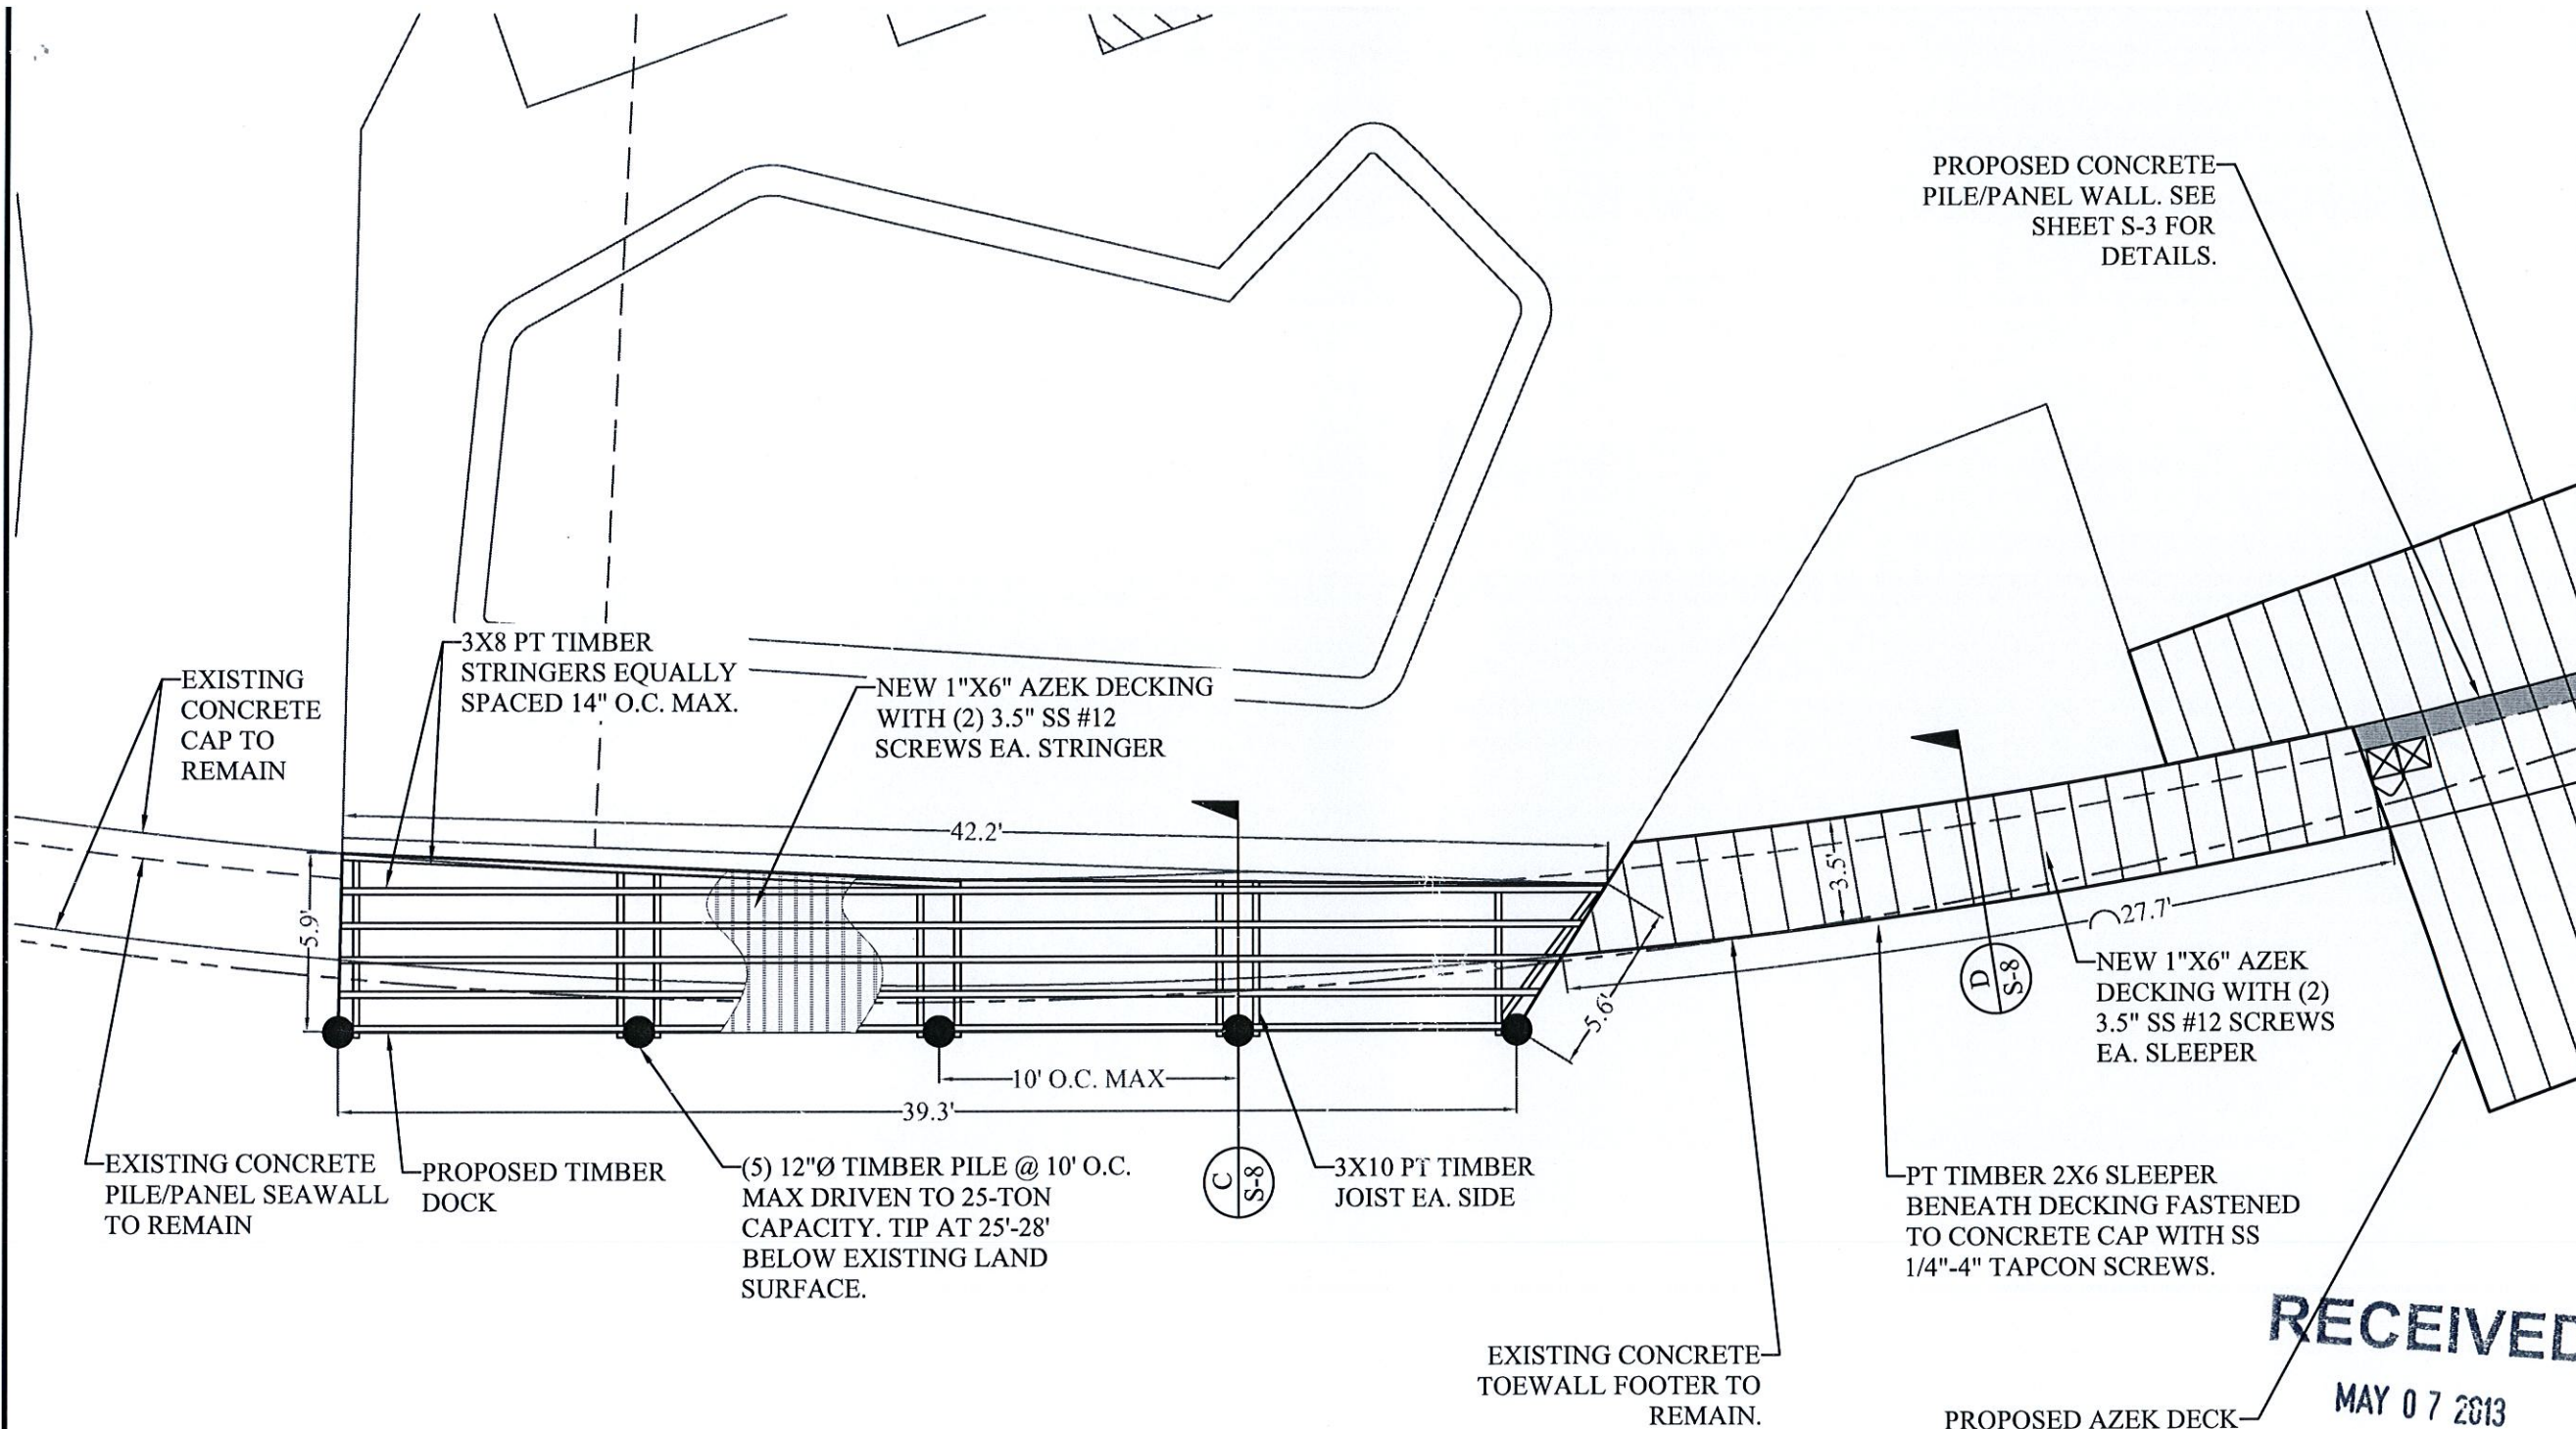 PROPOSED CONCRETE
PILE/PANEL WALL. SEE
SHEET S-3 FOR
DETAILS.
3X8 PT TIMBER
STRINGERS EQUALLY
SPACED 14" O.C. MAX.
EXISTING
CONCRETE
CAP TO
REMAIN
NEW 1"X6" AZEK DECKING
WITH (2) 3.5" SS #12
SCREWS EA. STRINGER
42.2'
5.9'
3.5'
27.7'
5.6'
D
S-8
NEW 1"X6" AZEK
DECKING WITH (2)
3.5" SS #12 SCREWS
EA. SLEEPER
10' O.C. MAX
39.3'
EXISTING CONCRETE
PILE/PANEL SEAWALL
TO REMAIN
PROPOSED TIMBER
DOCK
(5) 12"Ø TIMBER PILE @ 10' O.C.
MAX DRIVEN TO 25-TON
CAPACITY. TIP AT 25'-28'
BELOW EXISTING LAND
SURFACE.
C
S-8
3X10 PT TIMBER
JOIST EA. SIDE
PT TIMBER 2X6 SLEEPER
BENEATH DECKING FASTENED
TO CONCRETE CAP WITH SS
1/4"-4" TAPCON SCREWS.
EXISTING CONCRETE
TOEWALL FOOTER TO
REMAIN.
PROPOSED AZEK DECK
RECEIVED
MAY 07 2013